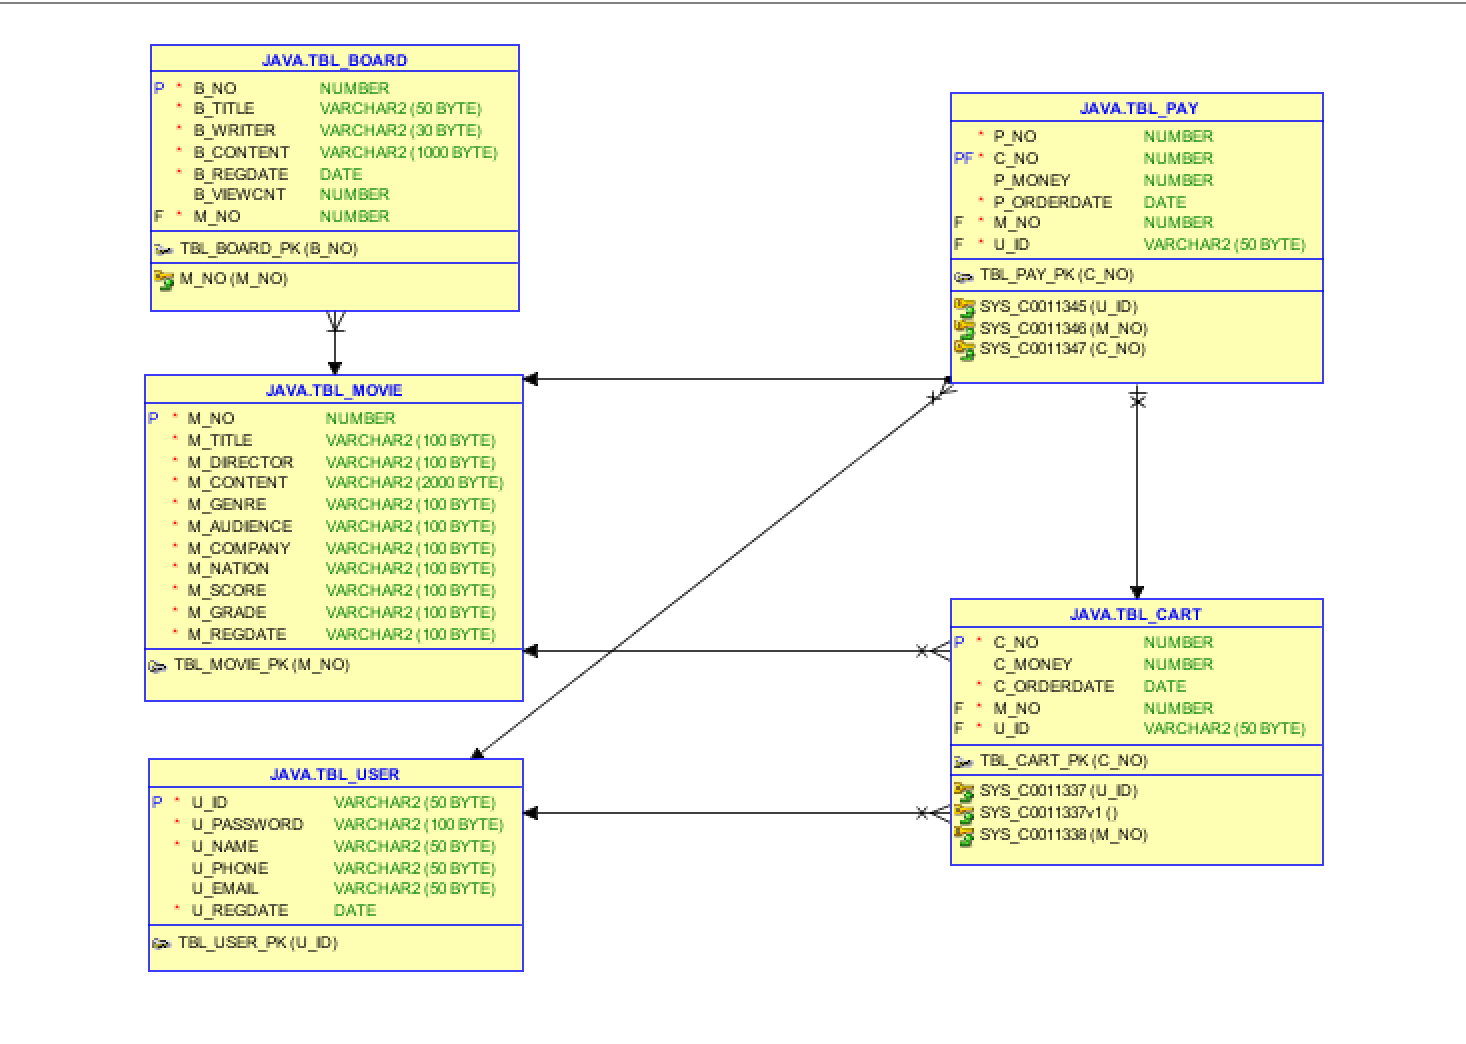 JAVA.TBL_BOARD
P * B_NO NUMBER
* B_TITLE VARCHAR2 (50 BYTE)
* B_WRITER VARCHAR2 (30 BYTE)
* B_CONTENT VARCHAR2 (1000 BYTE)
* B_REGDATE DATE
B_VIEWCNT NUMBER
F * M_NO NUMBER
TBL_BOARD_PK (B_NO)
M_NO (M_NO)
JAVA.TBL_PAY
* P_NO NUMBER
PF * C_NO NUMBER
P_MONEY NUMBER
* P_ORDERDATE DATE
F * M_NO NUMBER
F * U_ID VARCHAR2 (50 BYTE)
TBL_PAY_PK (C_NO)
SYS_C0011345 (U_ID)
SYS_C0011346 (M_NO)
SYS_C0011347 (C_NO)
JAVA.TBL_MOVIE
P * M_NO NUMBER
* M_TITLE VARCHAR2 (100 BYTE)
* M_DIRECTOR VARCHAR2 (100 BYTE)
* M_CONTENT VARCHAR2 (2000 BYTE)
* M_GENRE VARCHAR2 (100 BYTE)
* M_AUDIENCE VARCHAR2 (100 BYTE)
* M_COMPANY VARCHAR2 (100 BYTE)
* M_NATION VARCHAR2 (100 BYTE)
* M_SCORE VARCHAR2 (100 BYTE)
* M_GRADE VARCHAR2 (100 BYTE)
* M_REGDATE VARCHAR2 (100 BYTE)
TBL_MOVIE_PK (M_NO)
JAVA.TBL_CART
P * C_NO NUMBER
C_MONEY NUMBER
* C_ORDERDATE DATE
F * M_NO NUMBER
F * U_ID VARCHAR2 (50 BYTE)
TBL_CART_PK (C_NO)
SYS_C0011337 (U_ID)
SYS_C0011337v1 ()
SYS_C0011338 (M_NO)
JAVA.TBL_USER
P * U_ID VARCHAR2 (50 BYTE)
* U_PASSWORD VARCHAR2 (100 BYTE)
* U_NAME VARCHAR2 (50 BYTE)
U_PHONE VARCHAR2 (50 BYTE)
U_EMAIL VARCHAR2 (50 BYTE)
* U_REGDATE DATE
TBL_USER_PK (U_ID)